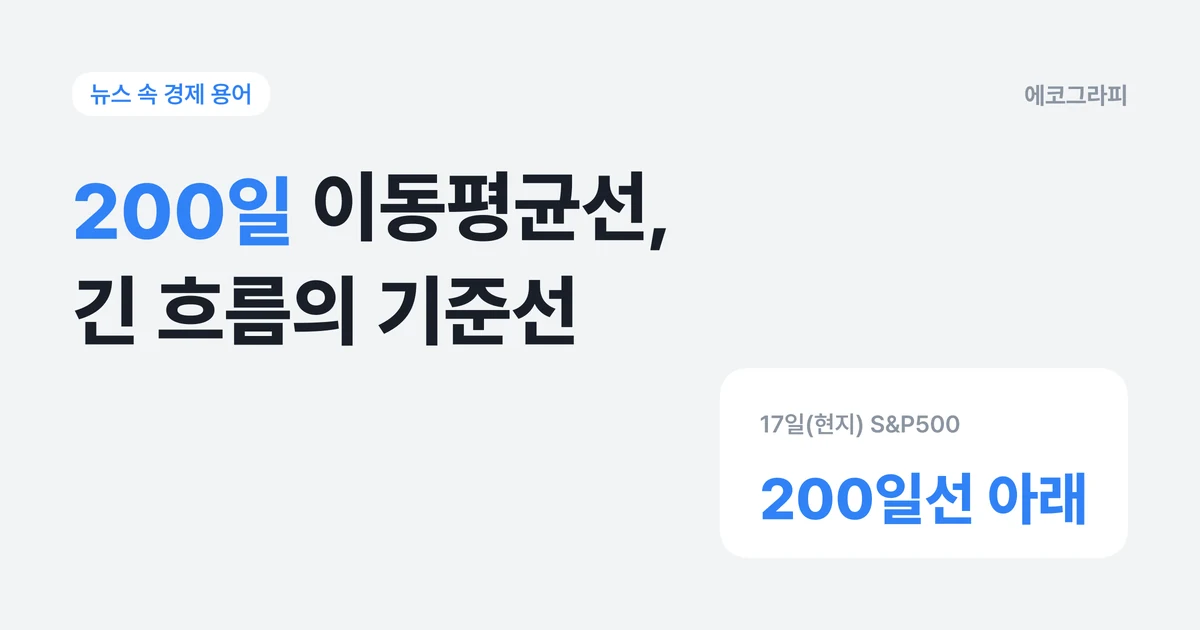 뉴스 속 경제 용어
에코그라피
200일 이동평균선,
긴 흐름의 기준선
17일(현지) S&P500
200일선 아래